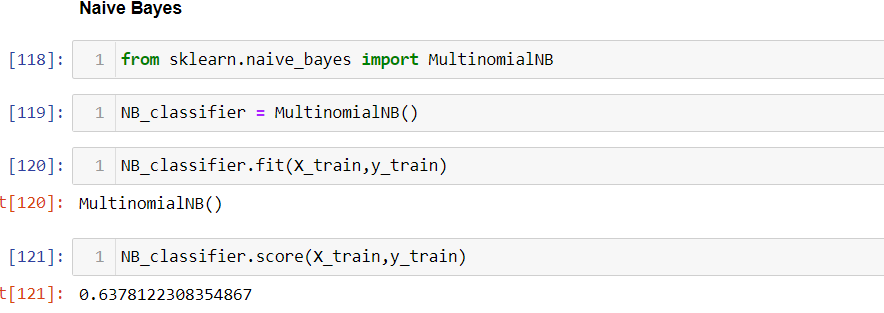 Naive Bayes
[118]: 1 from sklearn.naive_bayes import MultinomialNB
[119]: 1 NB_classifier = MultinomialNB()
[120]: 1 NB_classifier.fit(X_train,y_train)
t[120]: MultinomialNB()
[121]: 1 NB_classifier.score(X_train,y_train)
t[121]: 0.6378122308354867